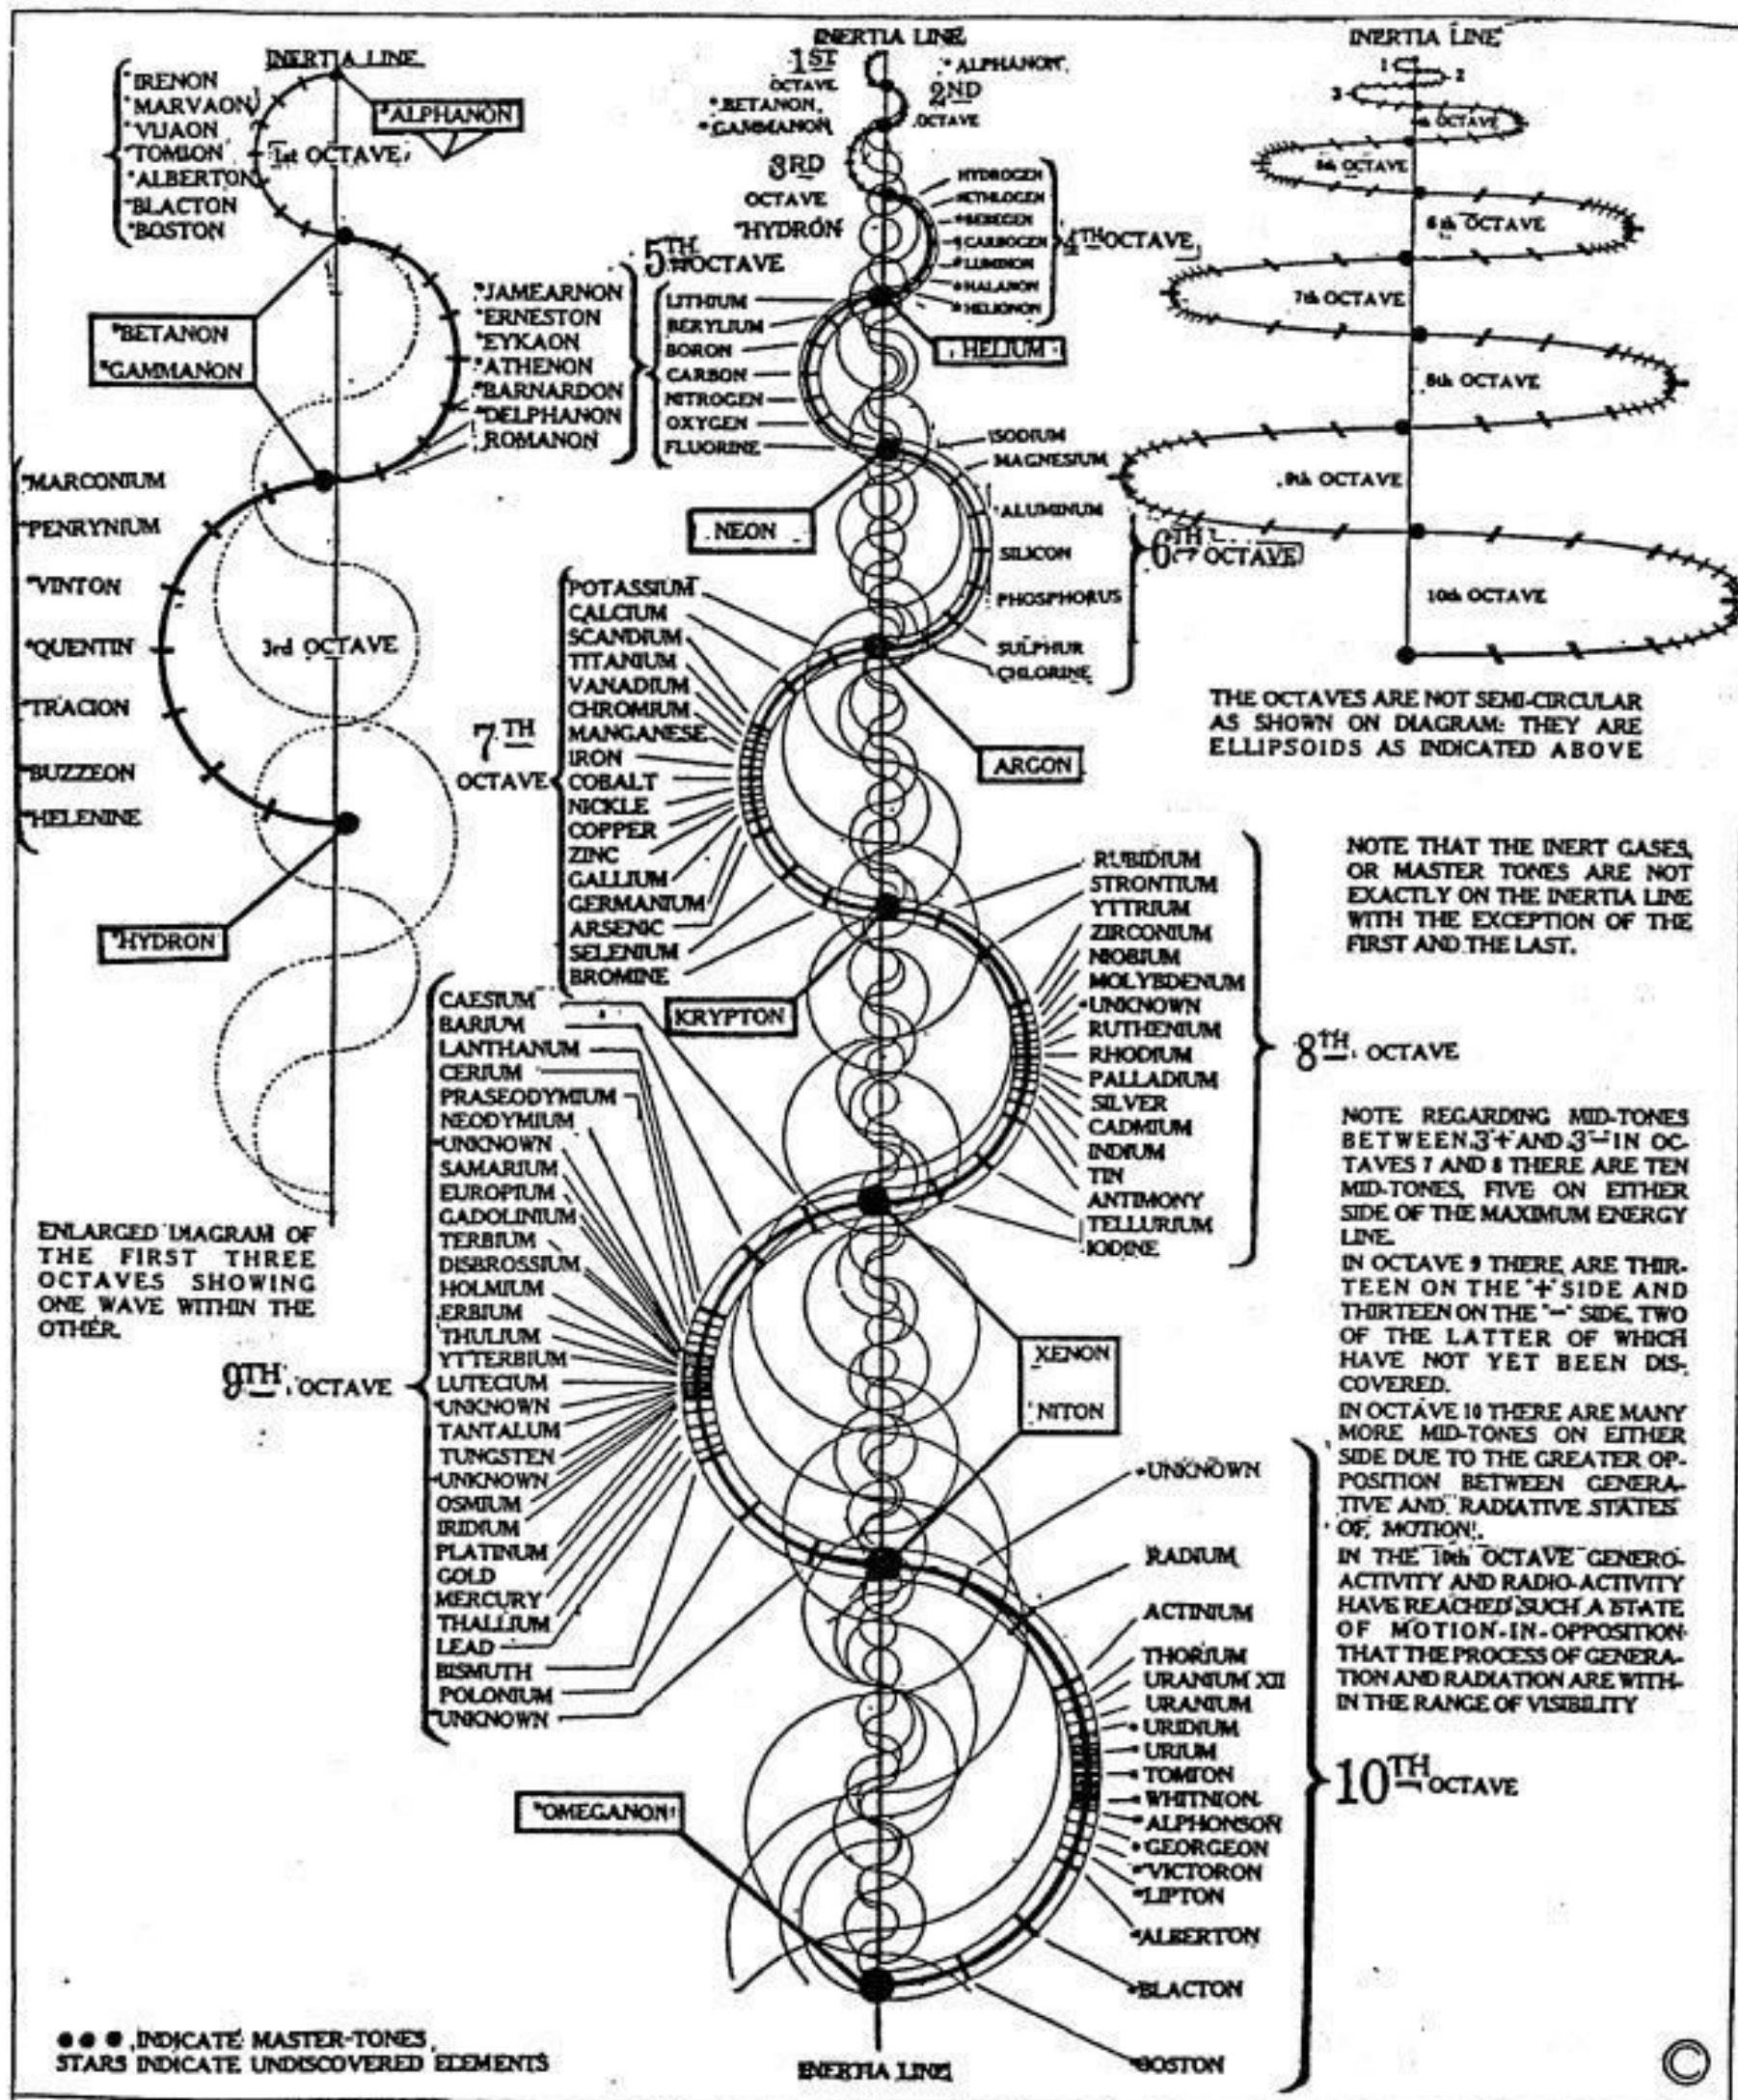 INERTIA LINE
*IRENON
*MARVAON
*VIJAON
*TOMION
*ALBERTON
*BLACTON
*BOSTON
*ALPHANON
1st OCTAVE
*BETANON
*GAMMANON
*JAMEARNON
*ERNESTON
*EYKAON
*ATHENON
*BARNARDON
*DELPHANON
ROMANON
*MARCONIUM
*PENRYNIUM
*VINTON
*QUENTIN
*TRACION
*BUZZEON
*HELENINE
3rd OCTAVE
*HYDRON
ENLARGED DIAGRAM OF
THE FIRST THREE
OCTAVES SHOWING
ONE WAVE WITHIN THE
OTHER.
INERTIA LINE
1ST
OCTAVE
*ALPHANON
*BETANON
*GAMMANON
2ND
OCTAVE
3RD
OCTAVE
*HYDRON
HYDROGEN
*ETHLOGEN
*BEBEGEN
CARBOGEN
*LUMINON
*HALANON
*HELIONON
4TH OCTAVE
HELIUM
5TH
OCTAVE
LITHIUM
BERYLIUM
BORON
CARBON
NITROGEN
OXYGEN
FLUORINE
NEON
SODIUM
MAGNESIUM
ALUMINUM
SILICON
PHOSPHORUS
SULPHUR
CHLORINE
6TH OCTAVE
7TH
OCTAVE
POTASSIUM
CALCIUM
SCANDIUM
TITANIUM
VANADIUM
CHROMIUM
MANGANESE
IRON
COBALT
NICKLE
COPPER
ZINC
GALLIUM
GERMANIUM
ARSENIC
SELENIUM
BROMINE
ARGON
KRYPTON
RUBIDIUM
STRONTIUM
YTTRIUM
ZIRCONIUM
NIOBIUM
MOLYBDENUM
*UNKNOWN
RUTHENIUM
RHODIUM
PALLADIUM
SILVER
CADMIUM
INDIUM
TIN
ANTIMONY
TELLURIUM
IODINE
8TH OCTAVE
9TH OCTAVE
CAESIUM
BARIUM
LANTHANUM
CERIUM
PRASEODYMIUM
NEODYMIUM
*UNKNOWN
SAMARIUM
EUROPIUM
GADOLINIUM
TERBIUM
DISBROSSIUM
HOLMIUM
ERBIUM
THULIUM
YTTERBIUM
LUTECIUM
*UNKNOWN
TANTALUM
TUNGSTEN
*UNKNOWN
OSMIUM
IRIDIUM
PLATINUM
GOLD
MERCURY
THALLIUM
LEAD
BISMUTH
POLONIUM
*UNKNOWN
XENON
NITON
*UNKNOWN
RADIUM
ACTINIUM
THORIUM
URANIUM XII
URANIUM
*URIDIUM
*URIUM
*TOMION
*WHITNION
*ALPHONSON
*GEORGEON
*VICTORON
*LIPTON
*ALBERTON
*BLACTON
*BOSTON
10TH OCTAVE
*OMEGANON
INERTIA LINE
INERTIA LINE
1
2
3
4th OCTAVE
5th OCTAVE
6th OCTAVE
7th OCTAVE
8th OCTAVE
9th OCTAVE
10th OCTAVE
THE OCTAVES ARE NOT SEMI-CIRCULAR
AS SHOWN ON DIAGRAM: THEY ARE
ELLIPSOIDS AS INDICATED ABOVE
NOTE THAT THE INERT GASES,
OR MASTER TONES ARE NOT
EXACTLY ON THE INERTIA LINE
WITH THE EXCEPTION OF THE
FIRST AND THE LAST.
NOTE REGARDING MID-TONES
BETWEEN 3+ AND 3- IN OC-
TAVES 7 AND 8 THERE ARE TEN
MID-TONES, FIVE ON EITHER
SIDE OF THE MAXIMUM ENERGY
LINE.
IN OCTAVE 9 THERE ARE THIR-
TEEN ON THE "+" SIDE AND
THIRTEEN ON THE "-" SIDE, TWO
OF THE LATTER OF WHICH
HAVE NOT YET BEEN DIS-
COVERED.
IN OCTAVE 10 THERE ARE MANY
MORE MID-TONES ON EITHER
SIDE DUE TO THE GREATER OP-
POSITION BETWEEN GENERA-
TIVE AND RADIATIVE STATES
OF MOTION.
IN THE 10th OCTAVE GENERO-
ACTIVITY AND RADIO-ACTIVITY
HAVE REACHED SUCH A STATE
OF MOTION-IN-OPPOSITION
THAT THE PROCESS OF GENERA-
TION AND RADIATION ARE WITH-
IN THE RANGE OF VISIBILITY
INDICATE MASTER-TONES
STARS INDICATE UNDISCOVERED ELEMENTS
©